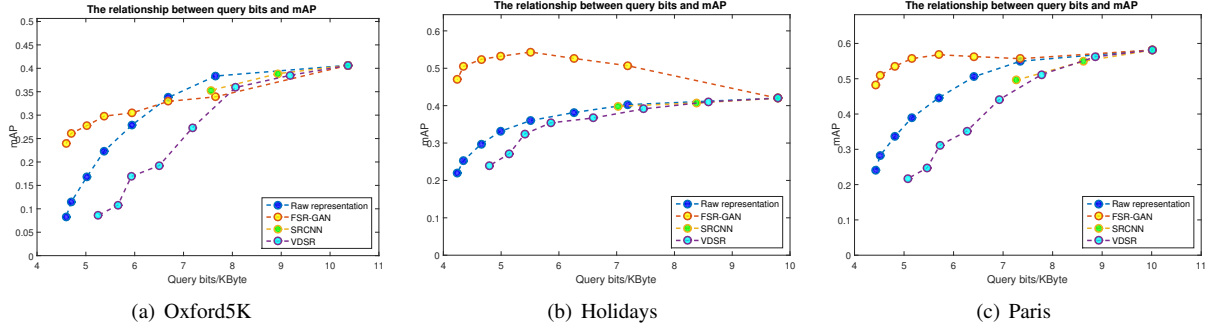 The relationship between query bits and mAP
0.5
0.45
0.4
0.35
0.3
0.25
0.2
0.15
0.1
0.05
0
mAP
4 5 6 7 8 9 10 11
Query bits/KByte
Raw representation
FSR-GAN
SRCNN
VDSR
(a) Oxford5K
The relationship between query bits and mAP
0.6
0.5
0.4
0.3
0.2
0.1
0
mAP
4 5 6 7 8 9 10
Query bits/KByte
Raw representation
FSR-GAN
SRCNN
VDSR
(b) Holidays
The relationship between query bits and mAP
0.6
0.5
0.4
0.3
0.2
0.1
0
mAP
4 5 6 7 8 9 10 11
Query bits/KByte
Raw representation
FSR-GAN
SRCNN
VDSR
(c) Paris